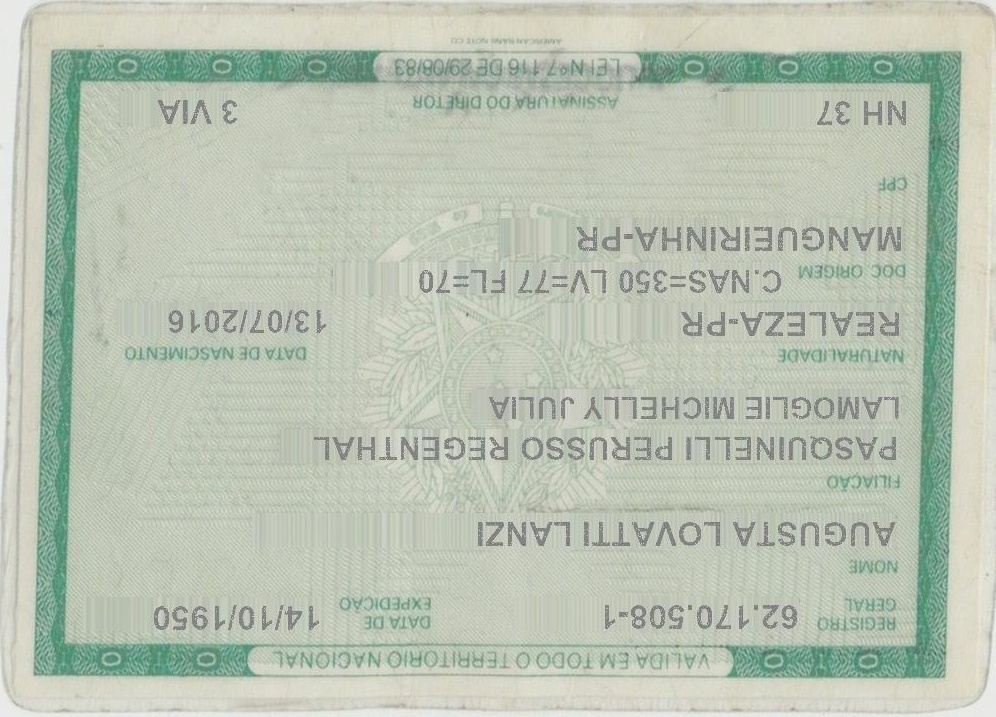 VALIDA EM TODO O TERRITORIO NACIONAL
REGISTRO GERAL 62.170.508-1 DATA DE EXPEDIÇÃO 14/10/1950
NOME
AUGUSTA LOVATTI LANZI
FILIAÇÃO
PASQUINELLI PERUSSO REGENTHAL
LAMOGLIE MICHELLY JULIA
NATURALIDADE DATA DE NASCIMENTO
REALEZA-PR 13/07/2016
DOC. ORIGEM C.NAS=350 LV=77 FL=70
MANGUEIRINHA-PR
CPF
NH 37 3 VIA
ASSINATURA DO DIRETOR
LEI Nº 7.116 DE 29/08/83
AMERICAN BANK NOTE CO